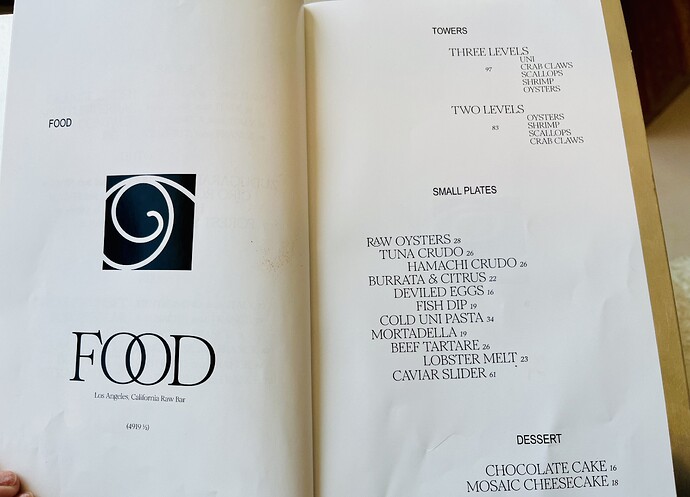 FOOD
FOOD
Los Angeles, California Raw Bar
(4919 ½)
TOWERS
THREE LEVELS
97
UNI
CRAB CLAWS
SCALLOPS
SHRIMP
OYSTERS
TWO LEVELS
83
OYSTERS
SHRIMP
SCALLOPS
CRAB CLAWS
SMALL PLATES
RAW OYSTERS 28
TUNA CRUDO 26
HAMACHI CRUDO 26
BURRATA & CITRUS 22
DEVILED EGGS 16
FISH DIP 19
COLD UNI PASTA 34
MORTADELLA 19
BEEF TARTARE 26
LOBSTER MELT 23
CAVIAR SLIDER 61
DESSERT
CHOCOLATE CAKE 16
MOSAIC CHEESECAKE 18